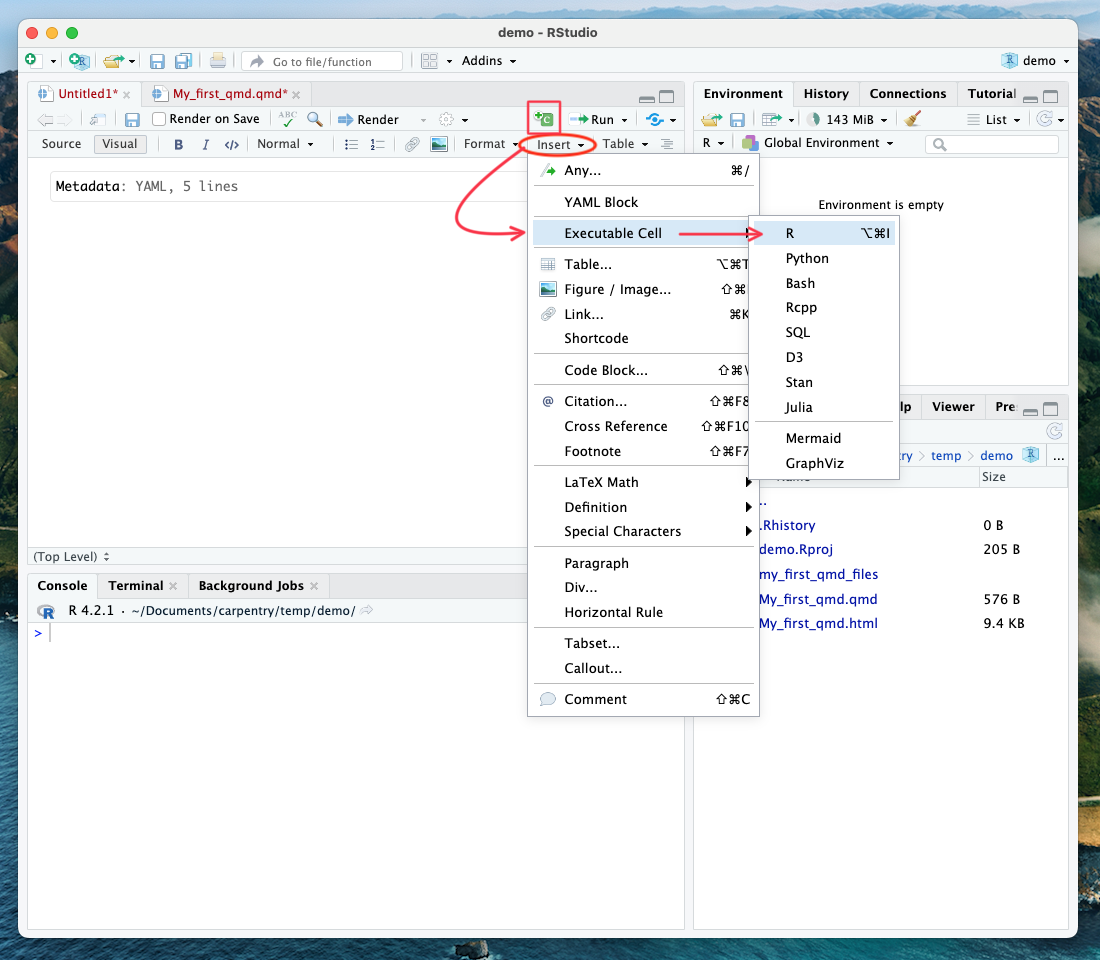 demo - RStudio
Go to file/function
Addins
demo
Untitled1*
My_first_qmd.qmd*
Render on Save
ABC
Render
C
Run
Source
Visual
B
I
</>
Normal
Format
Insert
Table
Metadata: YAML, 5 lines
Any... ⌘/
YAML Block
Executable Cell
Table... ⌥⌘T
Figure / Image... ⇧⌘
Link... ⌘K
Shortcode
Code Block... ⇧⌘\
Citation... ⇧⌘F8
Cross Reference ⇧⌘F10
Footnote ⇧⌘F7
LaTeX Math
Definition
Special Characters
Paragraph
Div...
Horizontal Rule
Tabset...
Callout...
Comment ⇧⌘C
R ⌥⌘I
Python
Bash
Rcpp
SQL
D3
Stan
Julia
Mermaid
GraphViz
(Top Level)
Console
Terminal
Background Jobs
R 4.2.1 · ~/Documents/carpentry/temp/demo/
>
Environment
History
Connections
Tutorial
143 MiB
List
R
Global Environment
Environment is empty
lp
Viewer
Pre
ry
temp
demo
...
Size
..
.Rhistory 0 B
demo.Rproj 205 B
my_first_qmd_files
My_first_qmd.qmd 576 B
My_first_qmd.html 9.4 KB